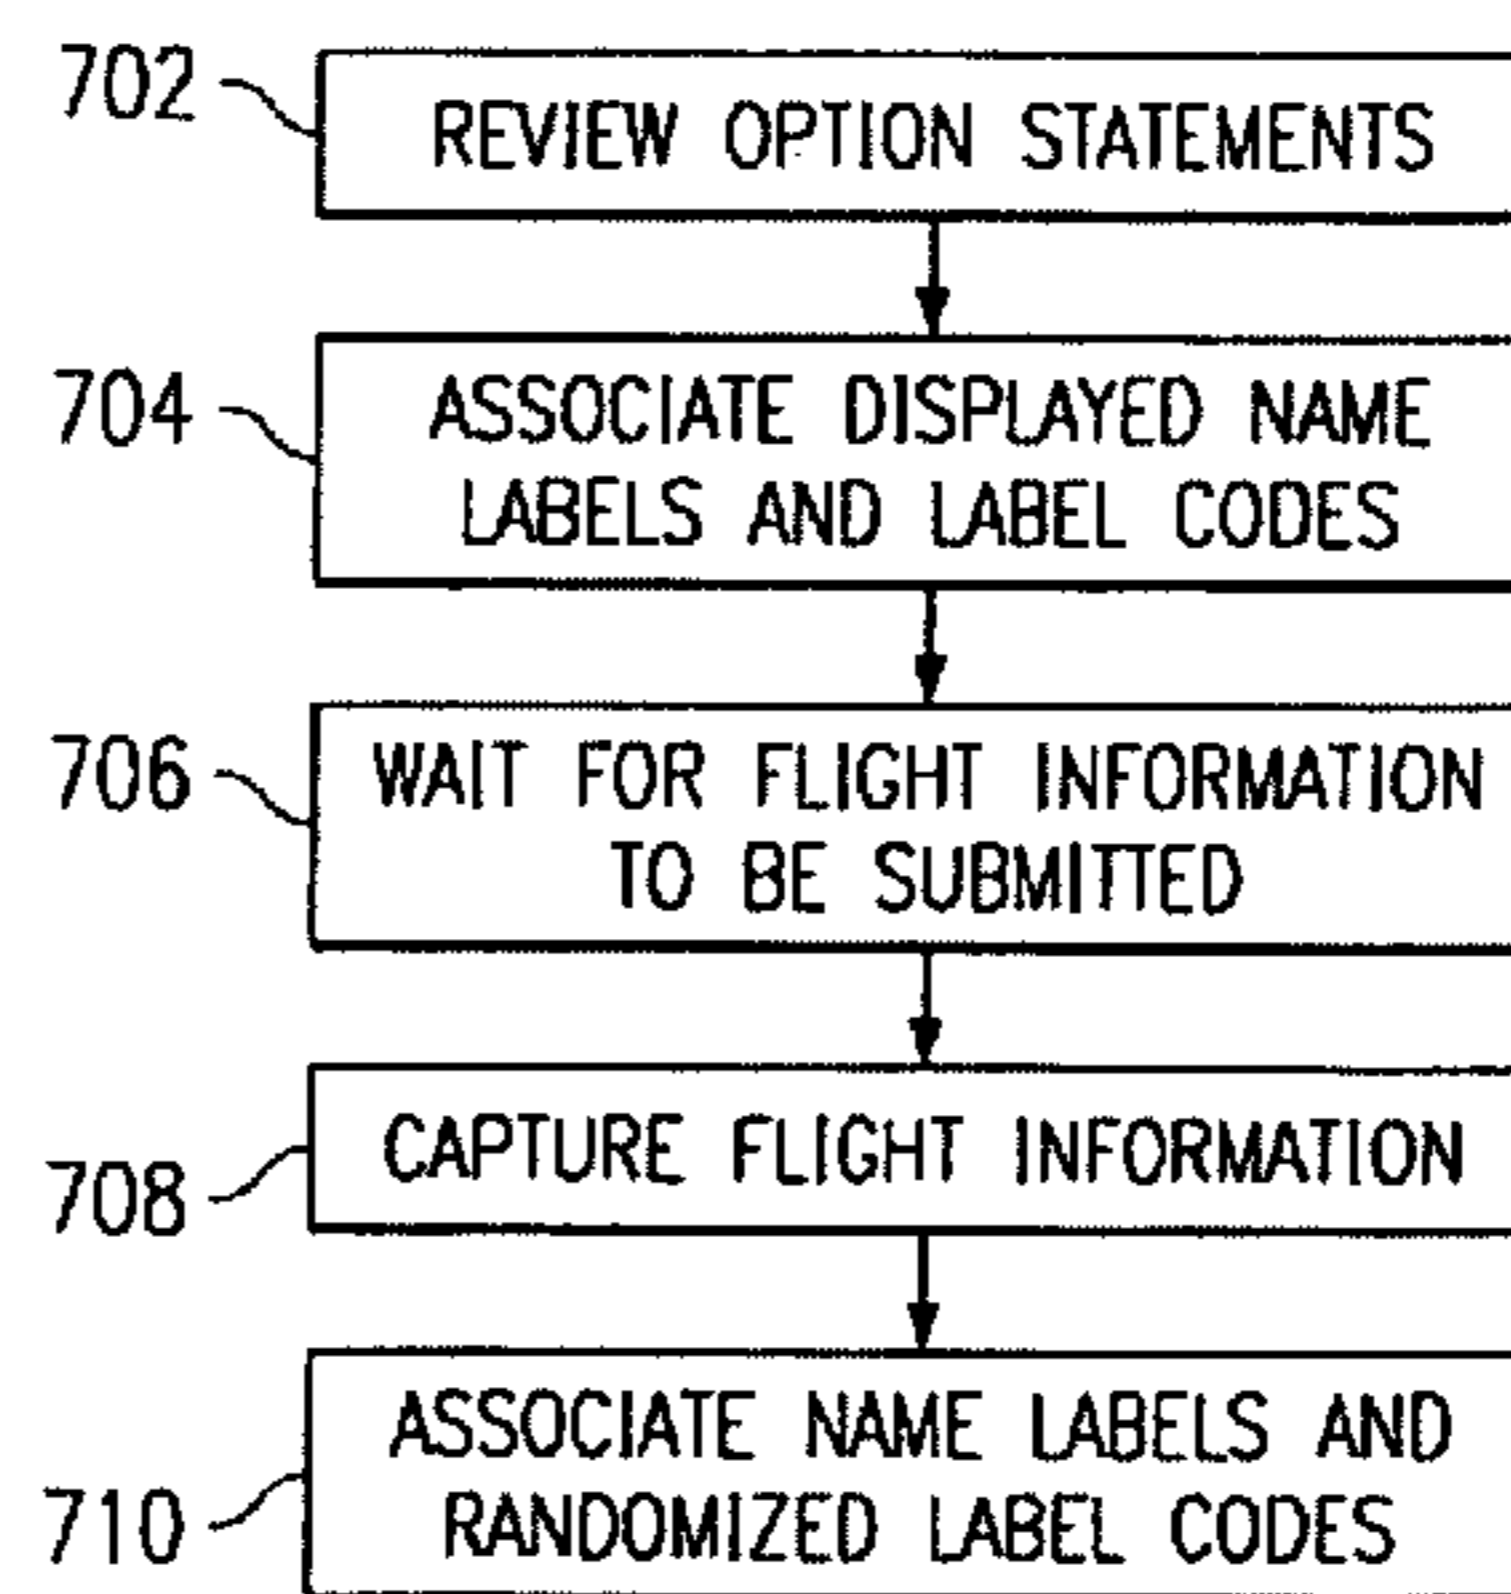 702
REVIEW OPTION STATEMENTS
704
ASSOCIATE DISPLAYED NAME
LABELS AND LABEL CODES
706
WAIT FOR FLIGHT INFORMATION
TO BE SUBMITTED
708
CAPTURE FLIGHT INFORMATION
710
ASSOCIATE NAME LABELS AND
RANDOMIZED LABEL CODES